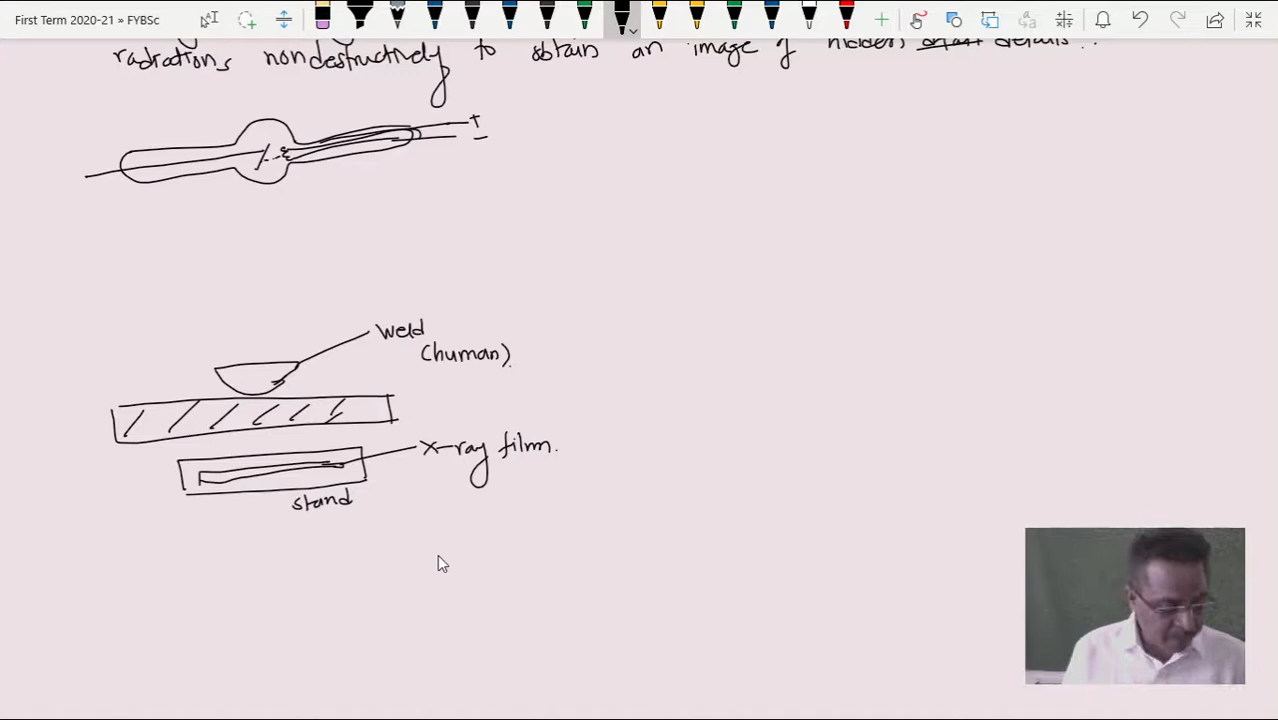 First Term 2020-21 » FYBSc
radiations nondestructively to obtain an image of hidden details..
+
−
weld
(human).
X-ray film.
stand